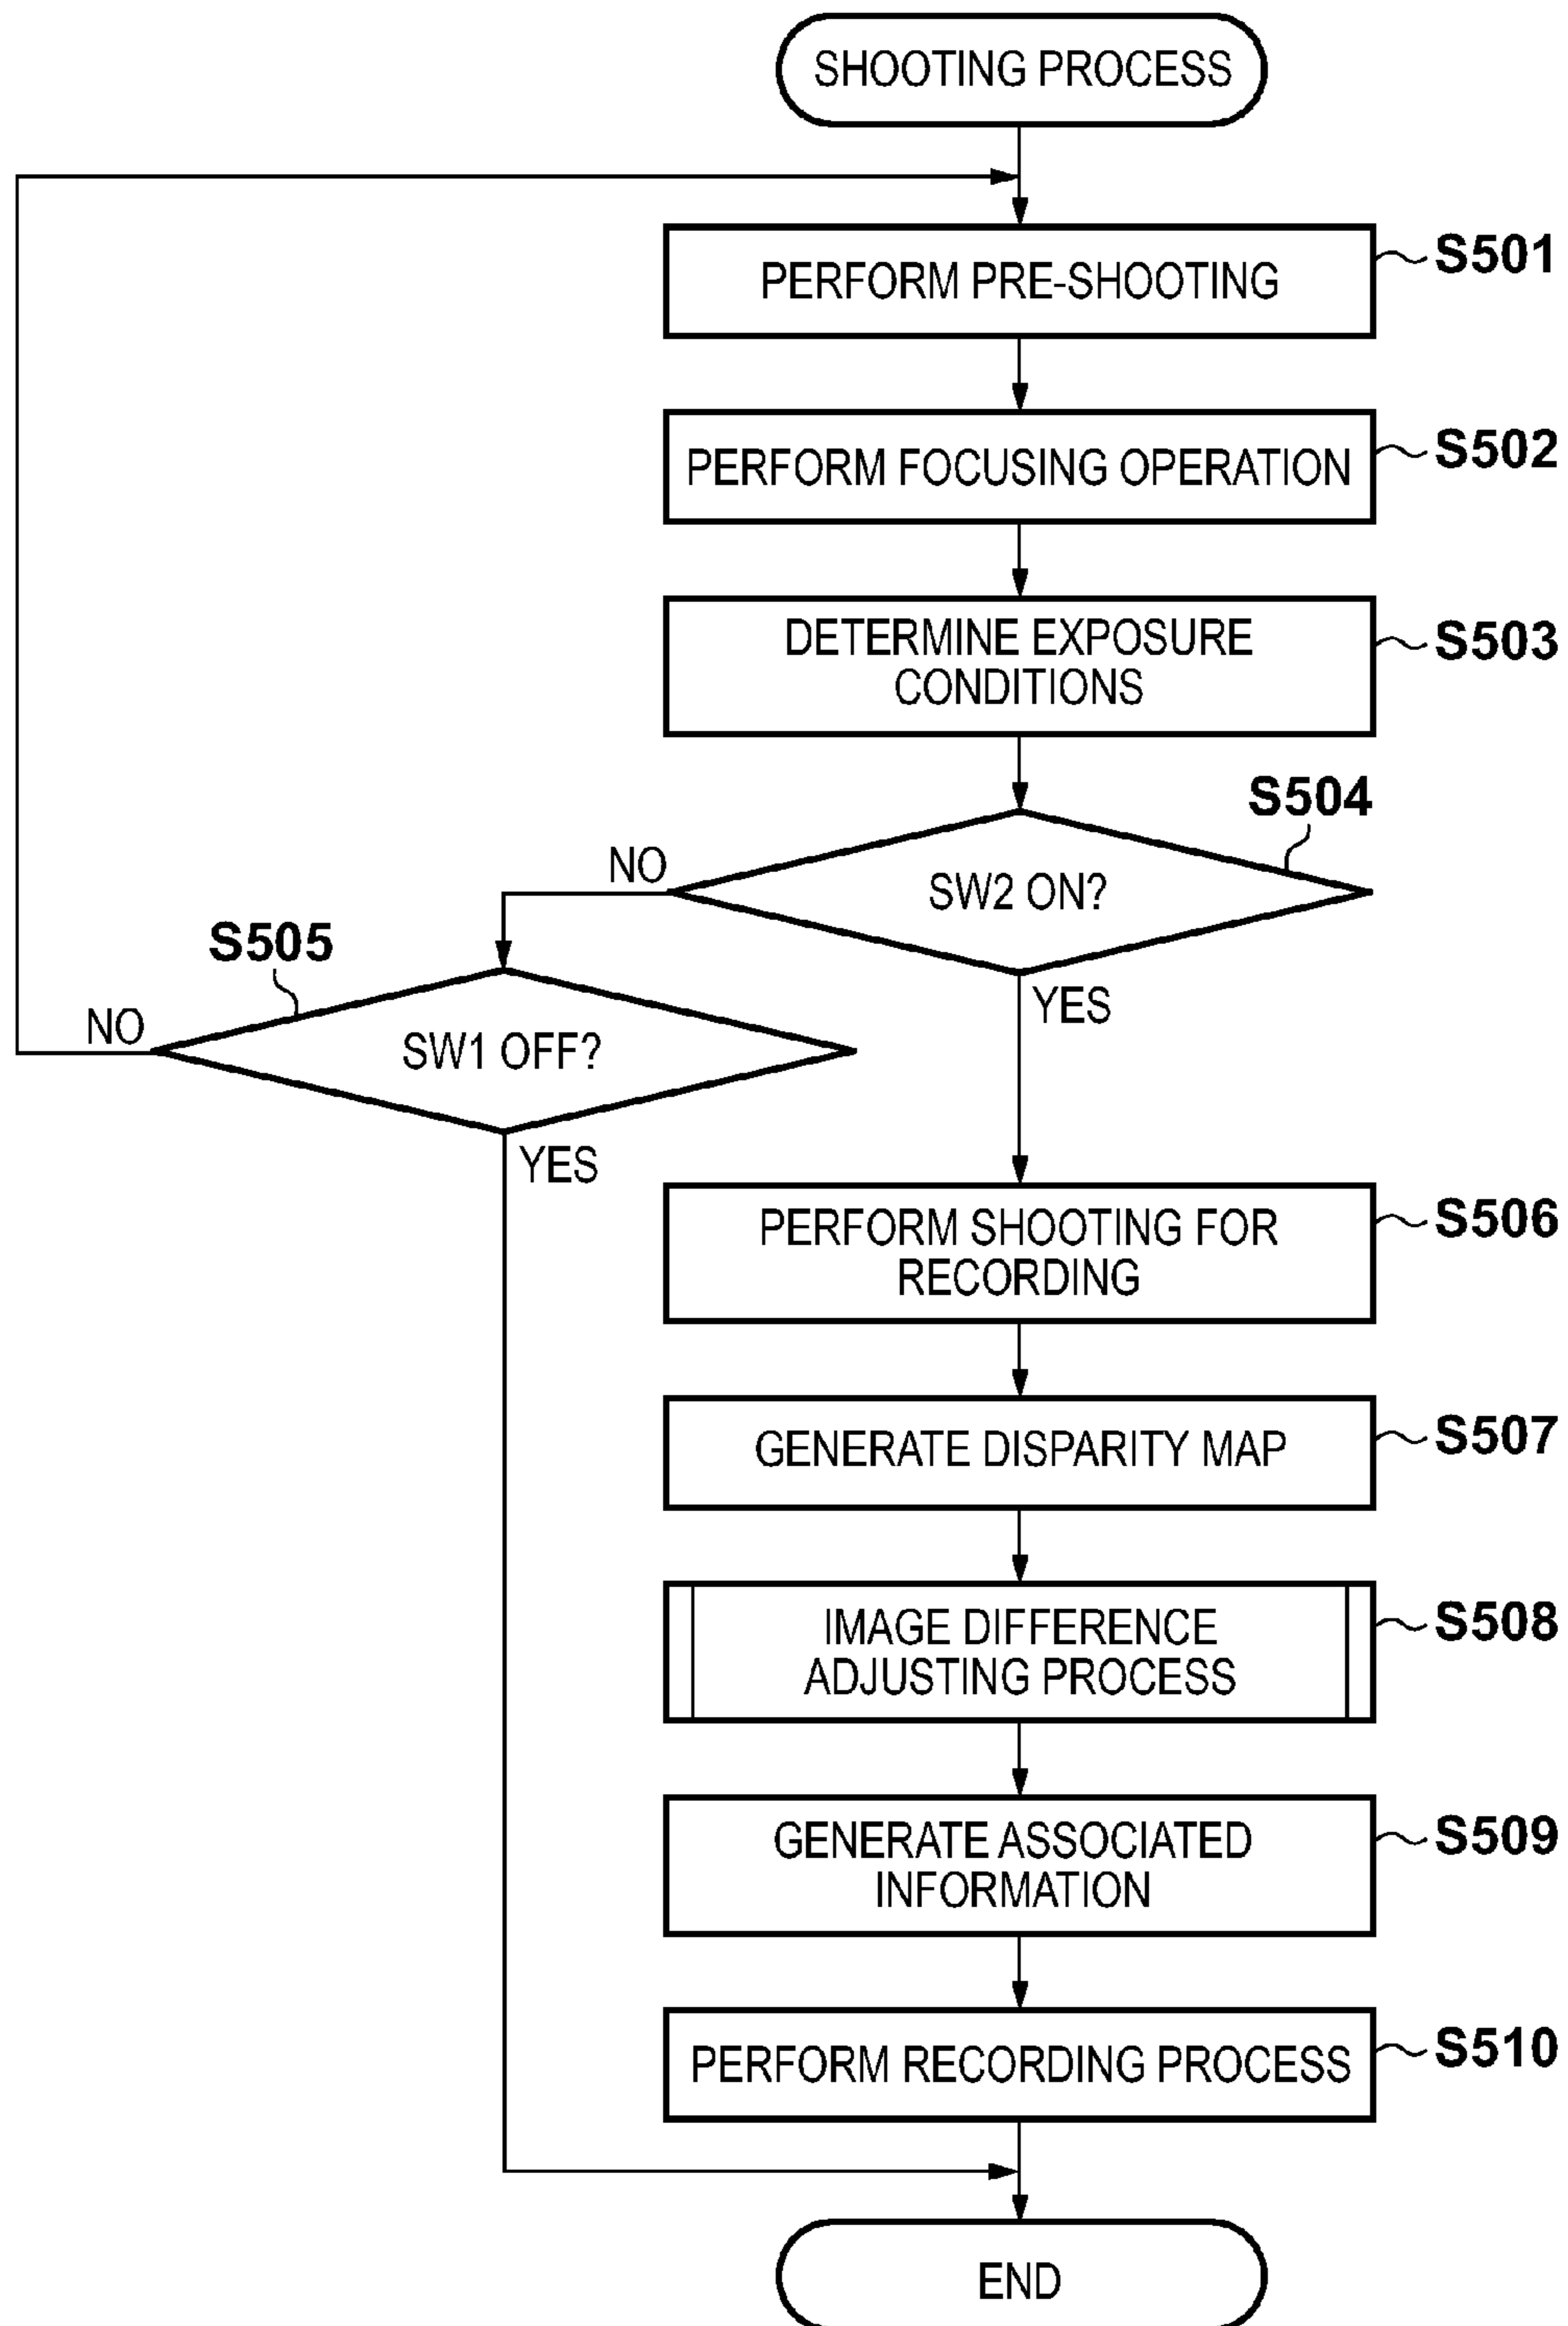 SHOOTING PROCESS
PERFORM PRE-SHOOTING
S501
PERFORM FOCUSING OPERATION
S502
DETERMINE EXPOSURE
CONDITIONS
S503
S504
SW2 ON?
NO
YES
S505
SW1 OFF?
NO
YES
PERFORM SHOOTING FOR
RECORDING
S506
GENERATE DISPARITY MAP
S507
IMAGE DIFFERENCE
ADJUSTING PROCESS
S508
GENERATE ASSOCIATED
INFORMATION
S509
PERFORM RECORDING PROCESS
S510
END